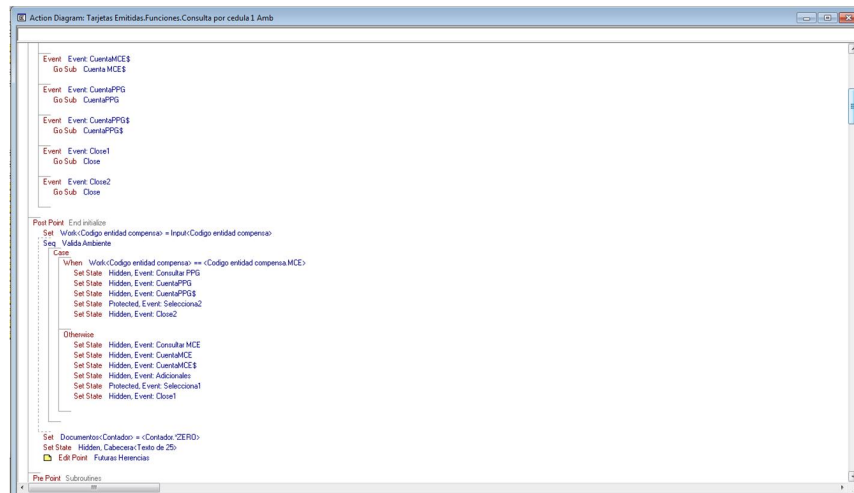 Action Diagram: Tarjetas Emitidas.Funciones.Consulta por cedula1 Amb
Event Event: CuentaMCE$
Go Sub Cuenta MCE$
Event Event: CuentaPPG
Go Sub CuentaPPG
Event Event: CuentaPPG$
Go Sub CuentaPPG$
Event Event: Close1
Go Sub Close
Event Event: Close2
Go Sub Close
Post Point End initialize
Set Work<Codigo entidad compensa> = Input<Codigo entidad compensa>
Seq Valida Ambiente
Case
When Work<Codigo entidad compensa> == <Codigo entidad compensa.MCE>
Set State Hidden, Event: Consultar PPG
Set State Hidden, Event: CuentaPPG
Set State Hidden, Event: CuentaPPG$
Set State Protected, Event: Selecciona2
Set State Hidden, Event: Close2
Otherwise
Set State Hidden, Event: Consultar MCE
Set State Hidden, Event: CuentaMCE
Set State Hidden, Event: CuentaMCE$
Set State Hidden, Event: Adicionales
Set State Protected, Event: Selecciona1
Set State Hidden, Event: Close1
Set Documentos<Contador> = <Contador.*ZERO>
Set State Hidden, Cabecera<Texto de 25>
Edit Point Futuras Herencias
Pre Point Subroutines